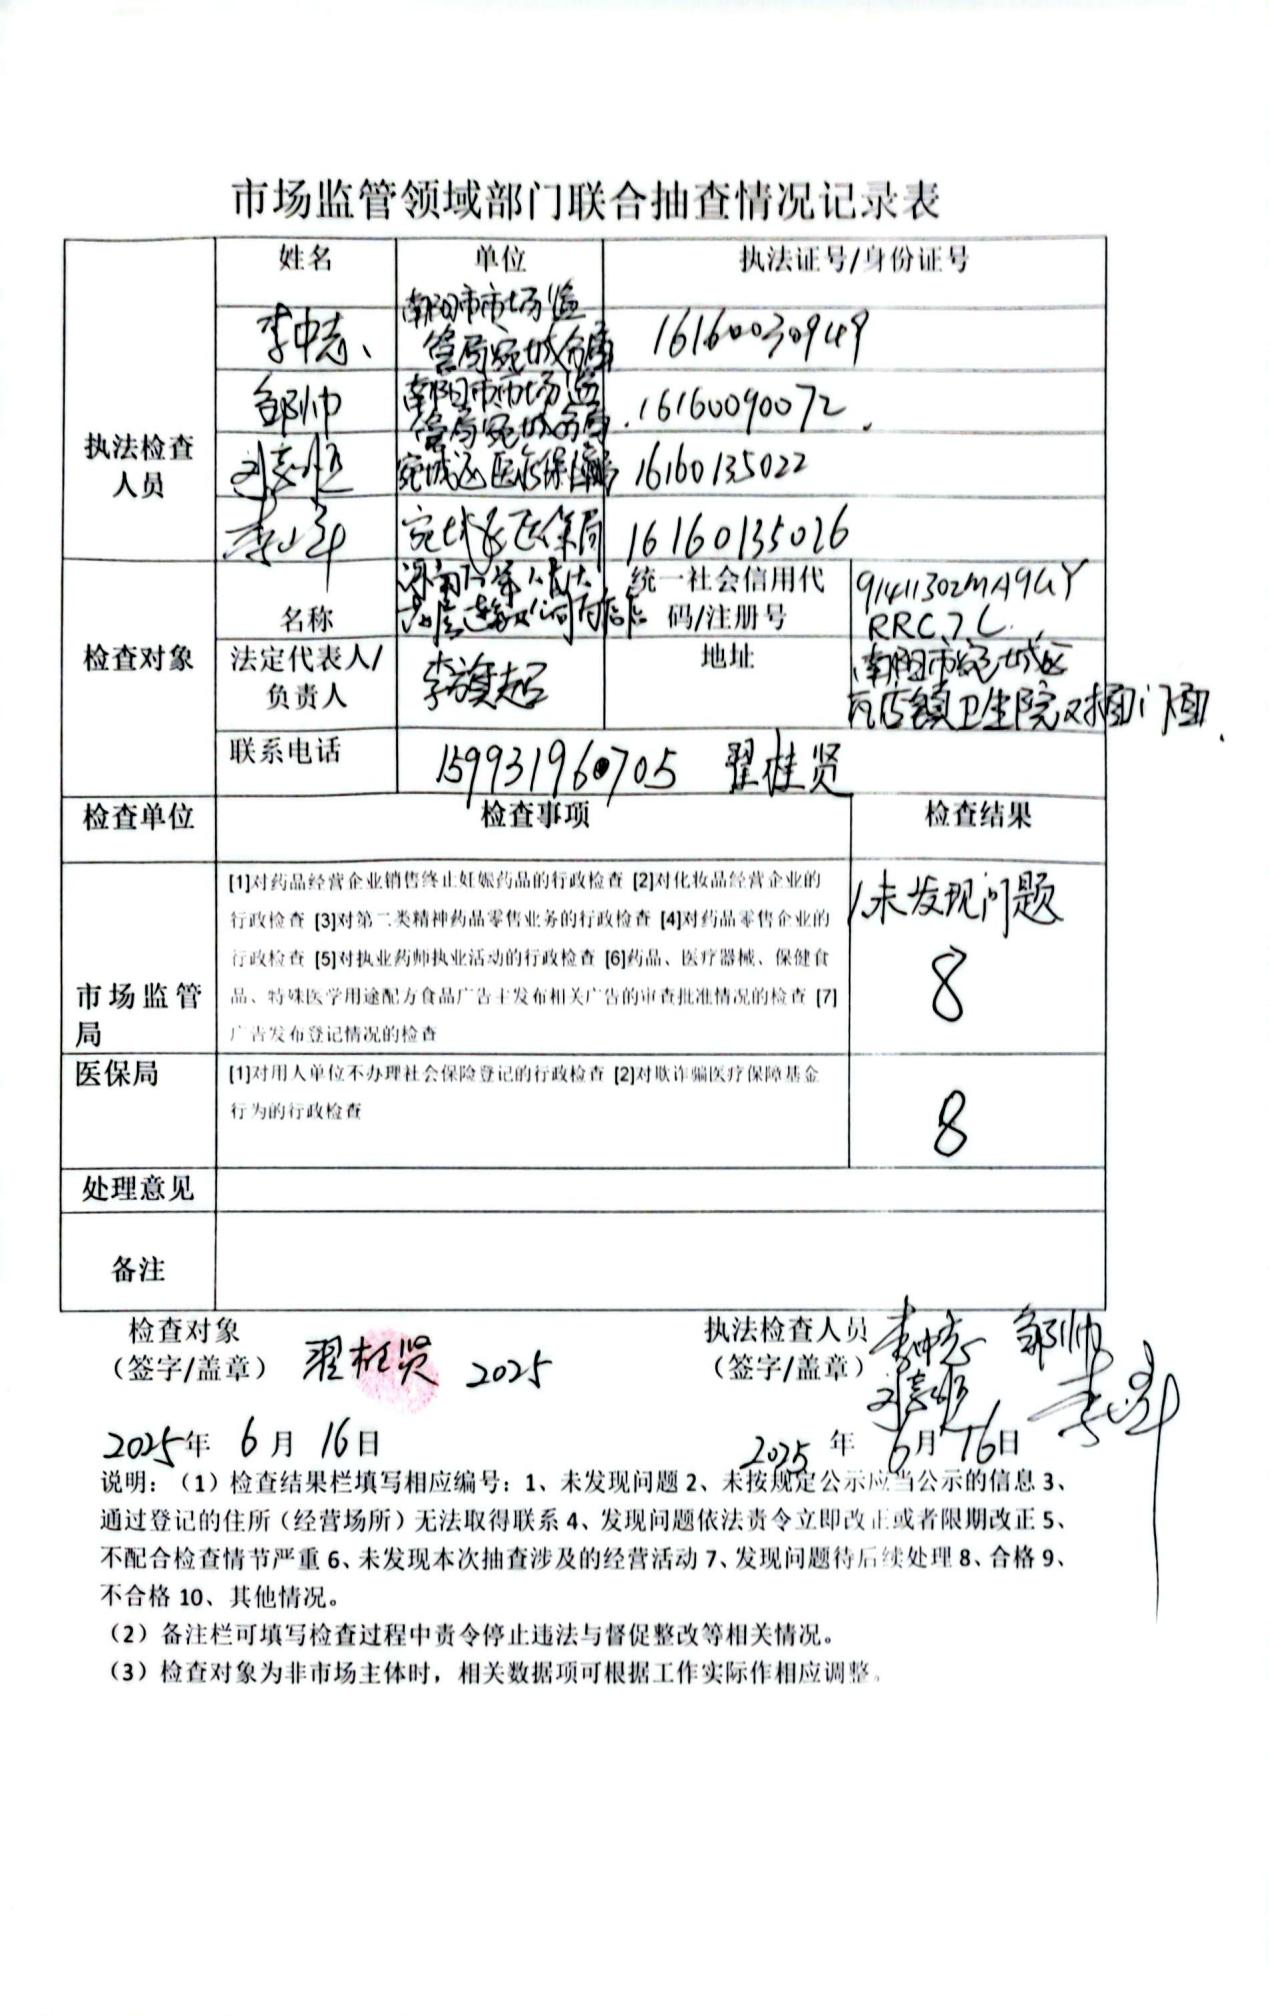 市场监管领域部门联合抽查情况记录表
姓名 单位 执法证号/身份证号
执法检查人员
李中志 南阳市市场监管局宛城分局 16160030949
邹帅 南阳市市场监管局宛城分局 16160090072
宛城区医疗保障局 16160135022
李 宛城区医保局 16160135026
检查对象
名称
统一社会信用代码/注册号 91411302MA9GYRRC7L
法定代表人/负责人 李旗超
地址 南阳市宛城区瓦店镇卫生院对面门面
联系电话 15993196705 翟桂贤
检查单位 检查事项 检查结果
市场监管局
[1]对药品经营企业销售终止妊娠药品的行政检查 [2]对化妆品经营企业的
行政检查 [3]对第二类精神药品零售业务的行政检查 [4]对药品零售企业的
行政检查 [5]对执业药师执业活动的行政检查 [6]药品、医疗器械、保健食
品、特殊医学用途配方食品广告主发布相关广告的审查批准情况的检查 [7]
广告发布登记情况的检查
1.未发现问题
8
医保局
[1]对用人单位不办理社会保险登记的行政检查 [2]对欺诈骗医疗保障基金
行为的行政检查
8
处理意见
备注
检查对象
（签字/盖章） 翟桂贤 2025
执法检查人员
（签字/盖章） 李中志 邹帅
2025年 6月 16日
2025 年 6月 16日
说明：（1）检查结果栏填写相应编号：1、未发现问题 2、未按规定公示应当公示的信息 3、
通过登记的住所（经营场所）无法取得联系 4、发现问题依法责令立即改正或者限期改正 5、
不配合检查情节严重 6、未发现本次抽查涉及的经营活动 7、发现问题待后续处理 8、合格 9、
不合格 10、其他情况。
（2）备注栏可填写检查过程中责令停止违法与督促整改等相关情况。
（3）检查对象为非市场主体时，相关数据项可根据工作实际作相应调整。